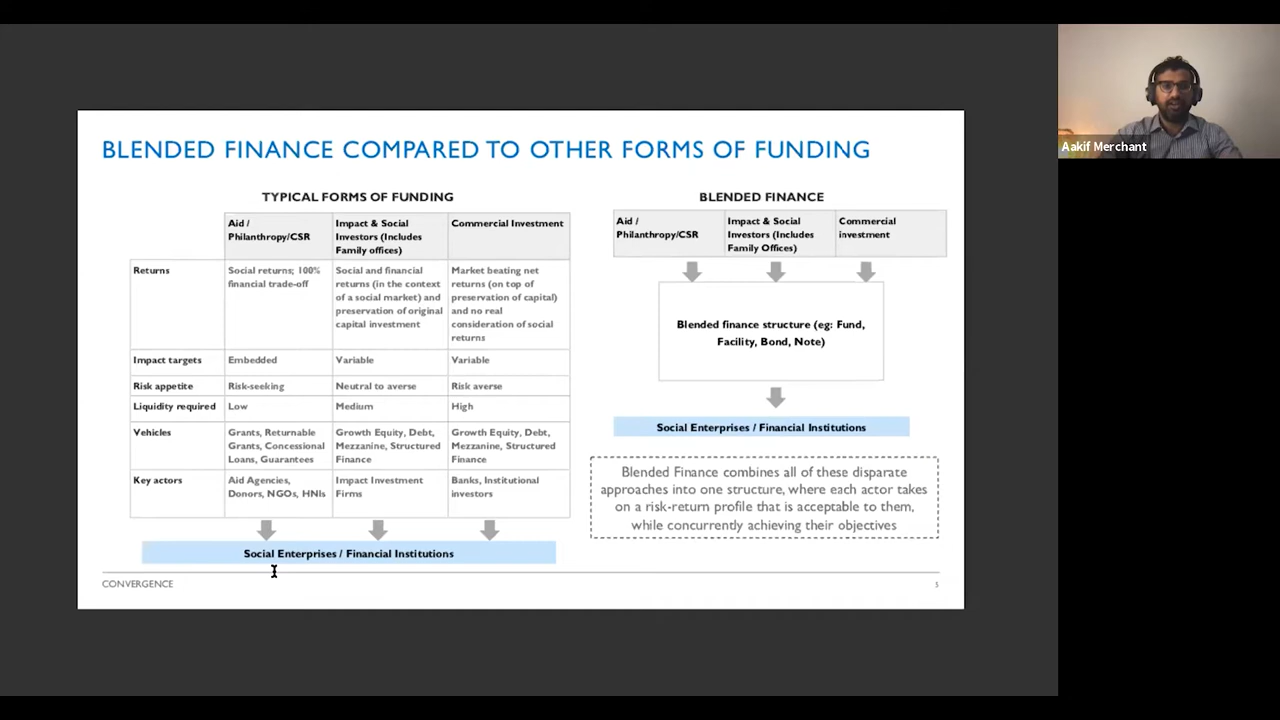 BLENDED FINANCE COMPARED TO OTHER FORMS OF FUNDING
TYPICAL FORMS OF FUNDING
Aid /
Philanthropy/CSR
Impact & Social
Investors (Includes
Family offices)
Commercial Investment
Returns
Social returns; 100%
financial trade-off
Social and financial
returns (in the context
of a social market) and
preservation of original
capital investment
Market beating net
returns (on top of
preservation of capital)
and no real
consideration of social
returns
Impact targets
Embedded
Variable
Variable
Risk appetite
Risk-seeking
Neutral to averse
Risk averse
Liquidity required
Low
Medium
High
Vehicles
Grants, Returnable
Grants, Concessional
Loans, Guarantees
Growth Equity, Debt,
Mezzanine, Structured
Finance
Growth Equity, Debt,
Mezzanine, Structured
Finance
Key actors
Aid Agencies,
Donors, NGOs, HNIs
Impact Investment
Firms
Banks, Institutional
investors
Social Enterprises / Financial Institutions
BLENDED FINANCE
Aid /
Philanthropy/CSR
Impact & Social
Investors (Includes
Family Offices)
Commercial
investment
Blended finance structure (eg: Fund,
Facility, Bond, Note)
Social Enterprises / Financial Institutions
Blended Finance combines all of these disparate
approaches into one structure, where each actor takes
on a risk-return profile that is acceptable to them,
while concurrently achieving their objectives
CONVERGENCE
5
Aakif Merchant